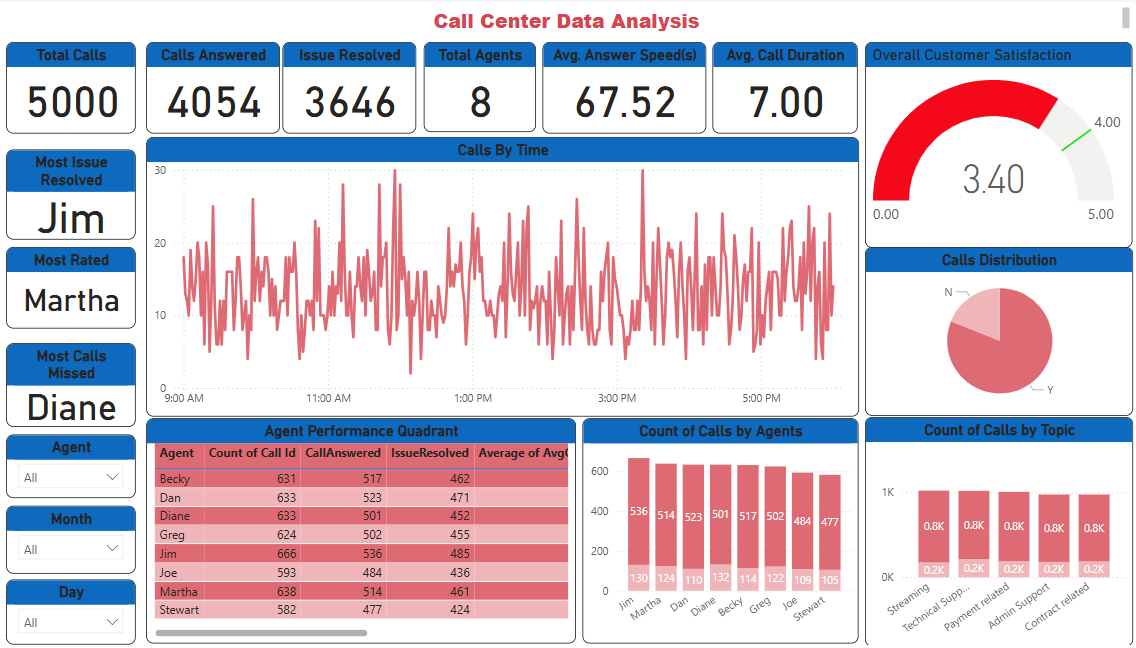 Call Center Data Analysis
Total Calls
5000
Calls Answered
4054
Issue Resolved
3646
Total Agents
8
Avg. Answer Speed(s)
67.52
Avg. Call Duration
7.00
Overall Customer Satisfaction
4.00
3.40
0.00
5.00
Most Issue
Resolved
Jim
Most Rated
Martha
Most Calls
Missed
Diane
Agent
All
Month
All
Day
All
Calls By Time
30
20
10
0
9:00 AM 11:00 AM 1:00 PM 3:00 PM 5:00 PM
Calls Distribution
N
Y
Agent Performance Quadrant
Agent Count of Call Id CallAnswered IssueResolved Average of AvgC
Becky 631 517 462
Dan 633 523 471
Diane 633 501 452
Greg 624 502 455
Jim 666 536 485
Joe 593 484 436
Martha 638 514 461
Stewart 582 477 424
Count of Calls by Agents
600
400
200
0
536 514 523 501 517 502 484 477
130 124 110 132 114 122 109 105
Jim Martha Dan Diane Becky Greg Joe Stewart
Count of Calls by Topic
1K
0K
0.8K 0.8K 0.8K 0.8K 0.8K
0.2K 0.2K 0.2K 0.2K 0.2K
Streaming
Technical Supp...
Payment related
Admin Support
Contract related